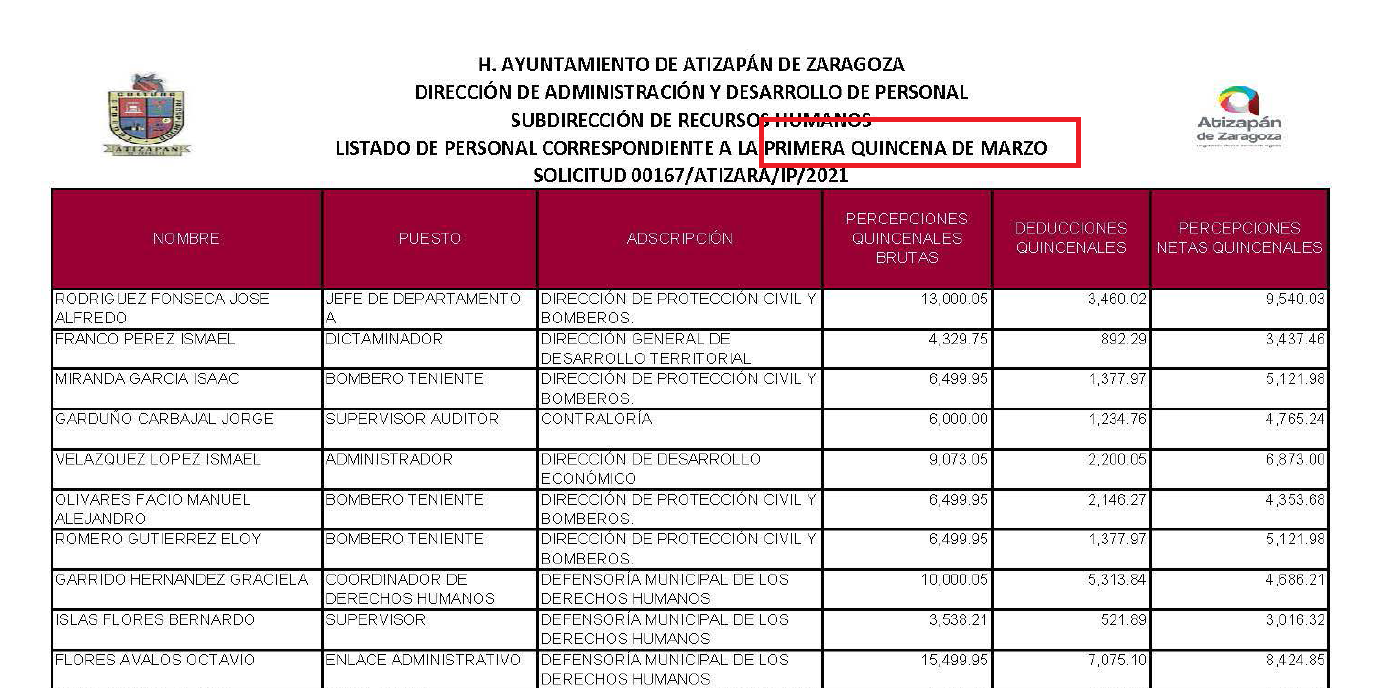 H. AYUNTAMIENTO DE ATIZAPÁN DE ZARAGOZA
DIRECCIÓN DE ADMINISTRACIÓN Y DESARROLLO DE PERSONAL
SUBDIRECCIÓN DE RECURSOS HUMANOS
LISTADO DE PERSONAL CORRESPONDIENTE A LA PRIMERA QUINCENA DE MARZO
SOLICITUD 00167/ATIZARA/IP/2021
ATIZAPAN
Atizapán
de Zaragoza
NOMBRE PUESTO ADSCRIPCIÓN PERCEPCIONES QUINCENALES BRUTAS DEDUCCIONES QUINCENALES PERCEPCIONES NETAS QUINCENALES
RODRIGUEZ FONSECA JOSE JEFE DE DEPARTAMENTO DIRECCIÓN DE PROTECCIÓN CIVIL Y 13,000.05 3,460.02 9,540.03
ALFREDO A BOMBEROS.
FRANCO PEREZ ISMAEL DICTAMINADOR DIRECCIÓN GENERAL DE 4,329.75 892.29 3,437.46
DESARROLLO TERRITORIAL
MIRANDA GARCIA ISAAC BOMBERO TENIENTE DIRECCIÓN DE PROTECCIÓN CIVIL Y 6,499.95 1,377.97 5,121.98
BOMBEROS.
GARDUÑO CARBAJAL JORGE SUPERVISOR AUDITOR CONTRALORÍA 6,000.00 1,234.76 4,765.24
VELAZQUEZ LOPEZ ISMAEL ADMINISTRADOR DIRECCIÓN DE DESARROLLO 9,073.05 2,200.05 6,873.00
ECONÓMICO
OLIVARES FACIO MANUEL BOMBERO TENIENTE DIRECCIÓN DE PROTECCIÓN CIVIL Y 6,499.95 2,146.27 4,353.68
ALEJANDRO BOMBEROS.
ROMERO GUTIERREZ ELOY BOMBERO TENIENTE DIRECCIÓN DE PROTECCIÓN CIVIL Y 6,499.95 1,377.97 5,121.98
BOMBEROS.
GARRIDO HERNANDEZ GRACIELA COORDINADOR DE DEFENSORÍA MUNICIPAL DE LOS 10,000.05 5,313.84 4,686.21
DERECHOS HUMANOS DERECHOS HUMANOS
ISLAS FLORES BERNARDO SUPERVISOR DEFENSORÍA MUNICIPAL DE LOS 3,538.21 521.89 3,016.32
DERECHOS HUMANOS
FLORES AVALOS OCTAVIO ENLACE ADMINISTRATIVO DEFENSORÍA MUNICIPAL DE LOS 15,499.95 7,075.10 8,424.85
DERECHOS HUMANOS